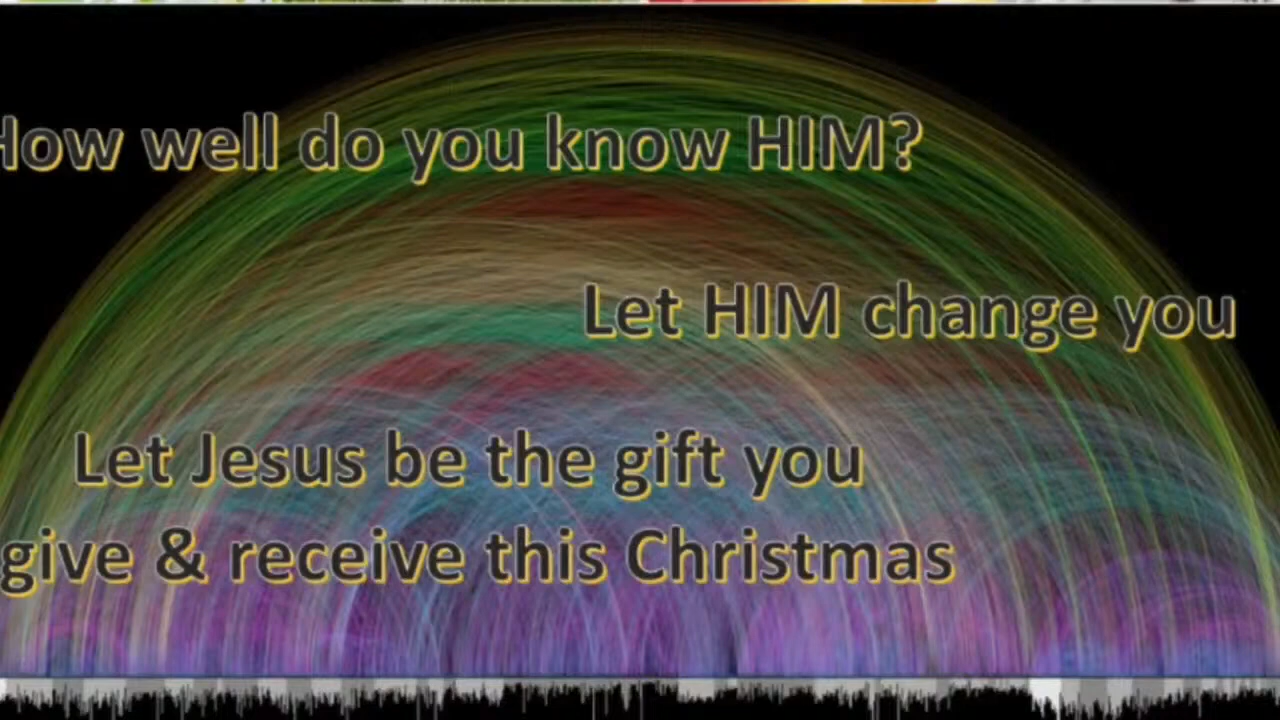 How well do you know HIM?
Let HIM change you
Let Jesus be the gift you
give & receive this Christmas